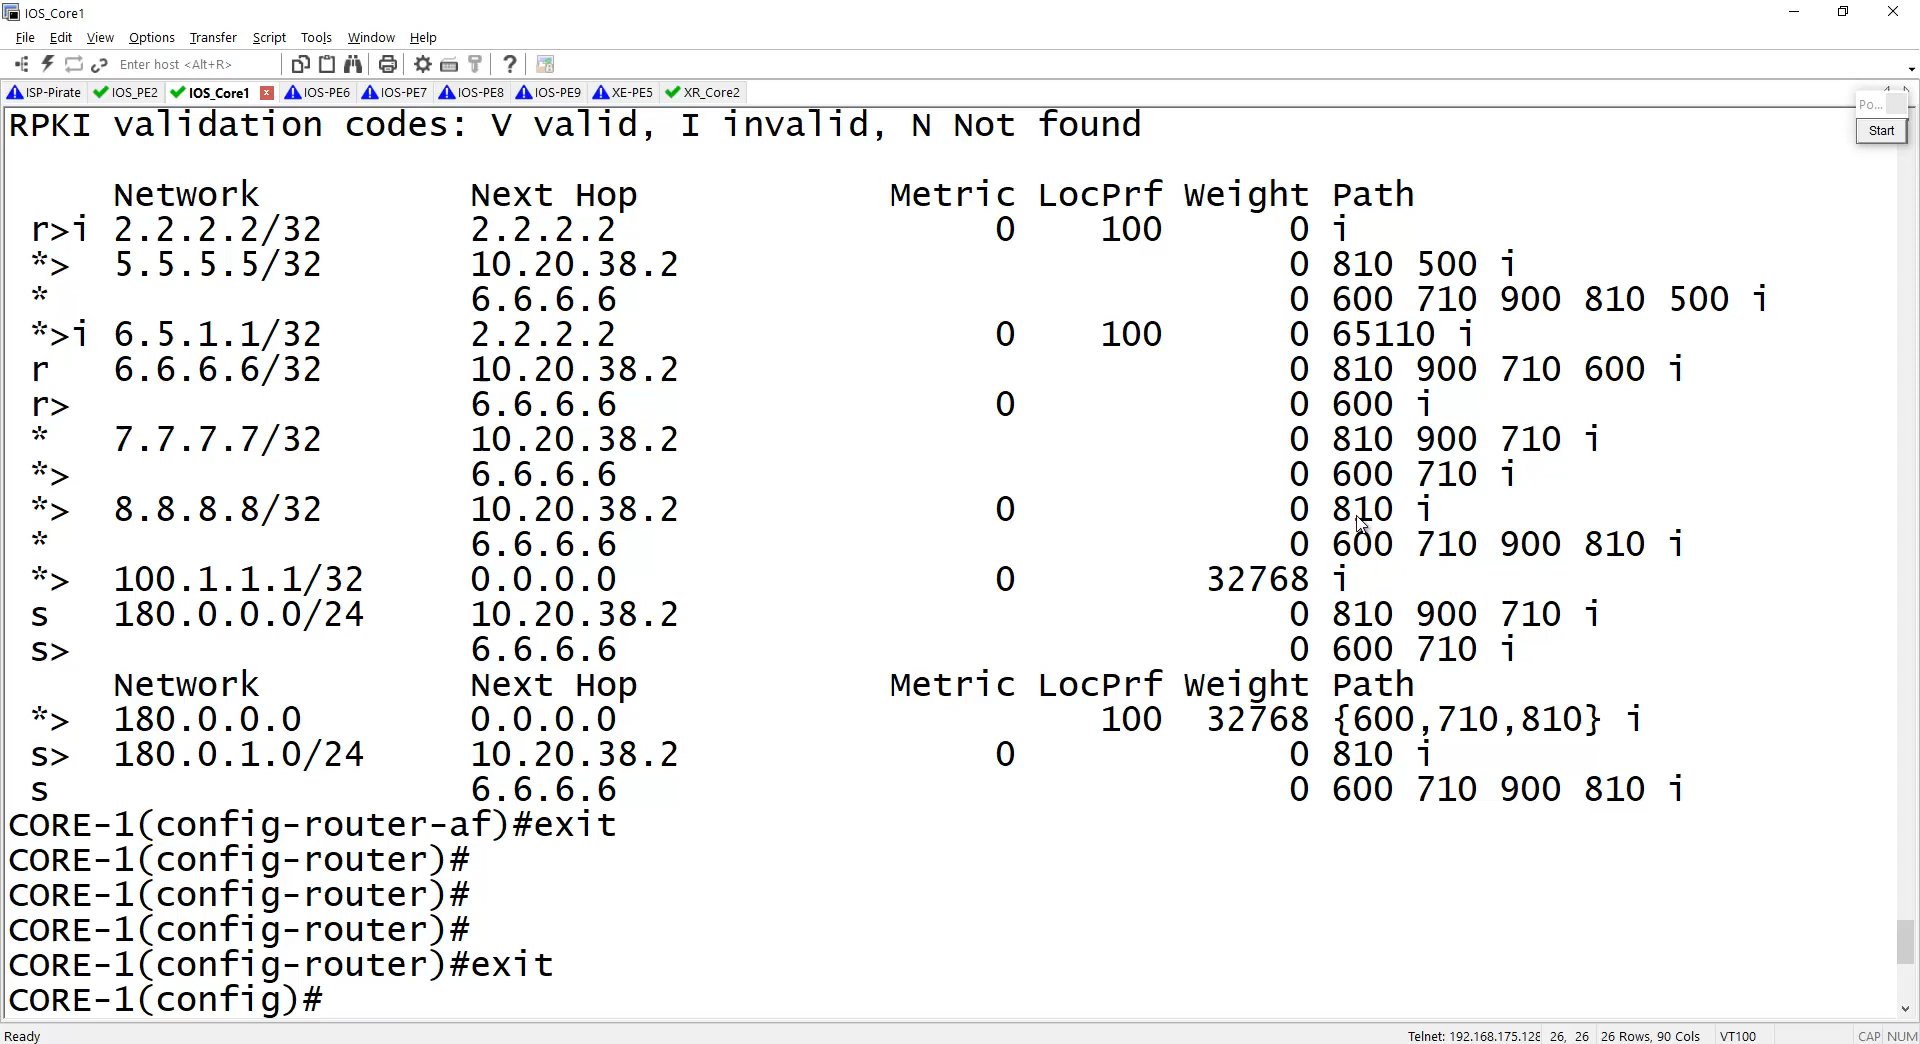 IOS_Core1
File Edit View Options Transfer Script Tools Window Help
Enter host <Alt+R>
ISP-Pirate IOS_PE2 IOS_Core1 IOS-PE6 IOS-PE7 IOS-PE8 IOS-PE9 XE-PE5 XR_Core2
Po...
Start
RPKI validation codes: V valid, I invalid, N Not found
Network Next Hop Metric LocPrf Weight Path
r>i 2.2.2.2/32 2.2.2.2 0 100 0 i
*> 5.5.5.5/32 10.20.38.2 0 810 500 i
* 6.6.6.6 0 600 710 900 810 500 i
*>i 6.5.1.1/32 2.2.2.2 0 100 0 65110 i
r 6.6.6.6/32 10.20.38.2 0 810 900 710 600 i
r> 6.6.6.6 0 0 600 i
* 7.7.7.7/32 10.20.38.2 0 810 900 710 i
*> 6.6.6.6 0 600 710 i
*> 8.8.8.8/32 10.20.38.2 0 0 810 i
* 6.6.6.6 0 600 710 900 810 i
*> 100.1.1.1/32 0.0.0.0 0 32768 i
s 180.0.0.0/24 10.20.38.2 0 810 900 710 i
s> 6.6.6.6 0 600 710 i
Network Next Hop Metric LocPrf Weight Path
*> 180.0.0.0 0.0.0.0 100 32768 {600,710,810} i
s> 180.0.1.0/24 10.20.38.2 0 0 810 i
s 6.6.6.6 0 600 710 900 810 i
CORE-1(config-router-af)#exit
CORE-1(config-router)#
CORE-1(config-router)#
CORE-1(config-router)#
CORE-1(config-router)#exit
CORE-1(config)#
Ready Telnet: 192.168.175.128 26, 26 26 Rows, 90 Cols VT100 CAP NUM